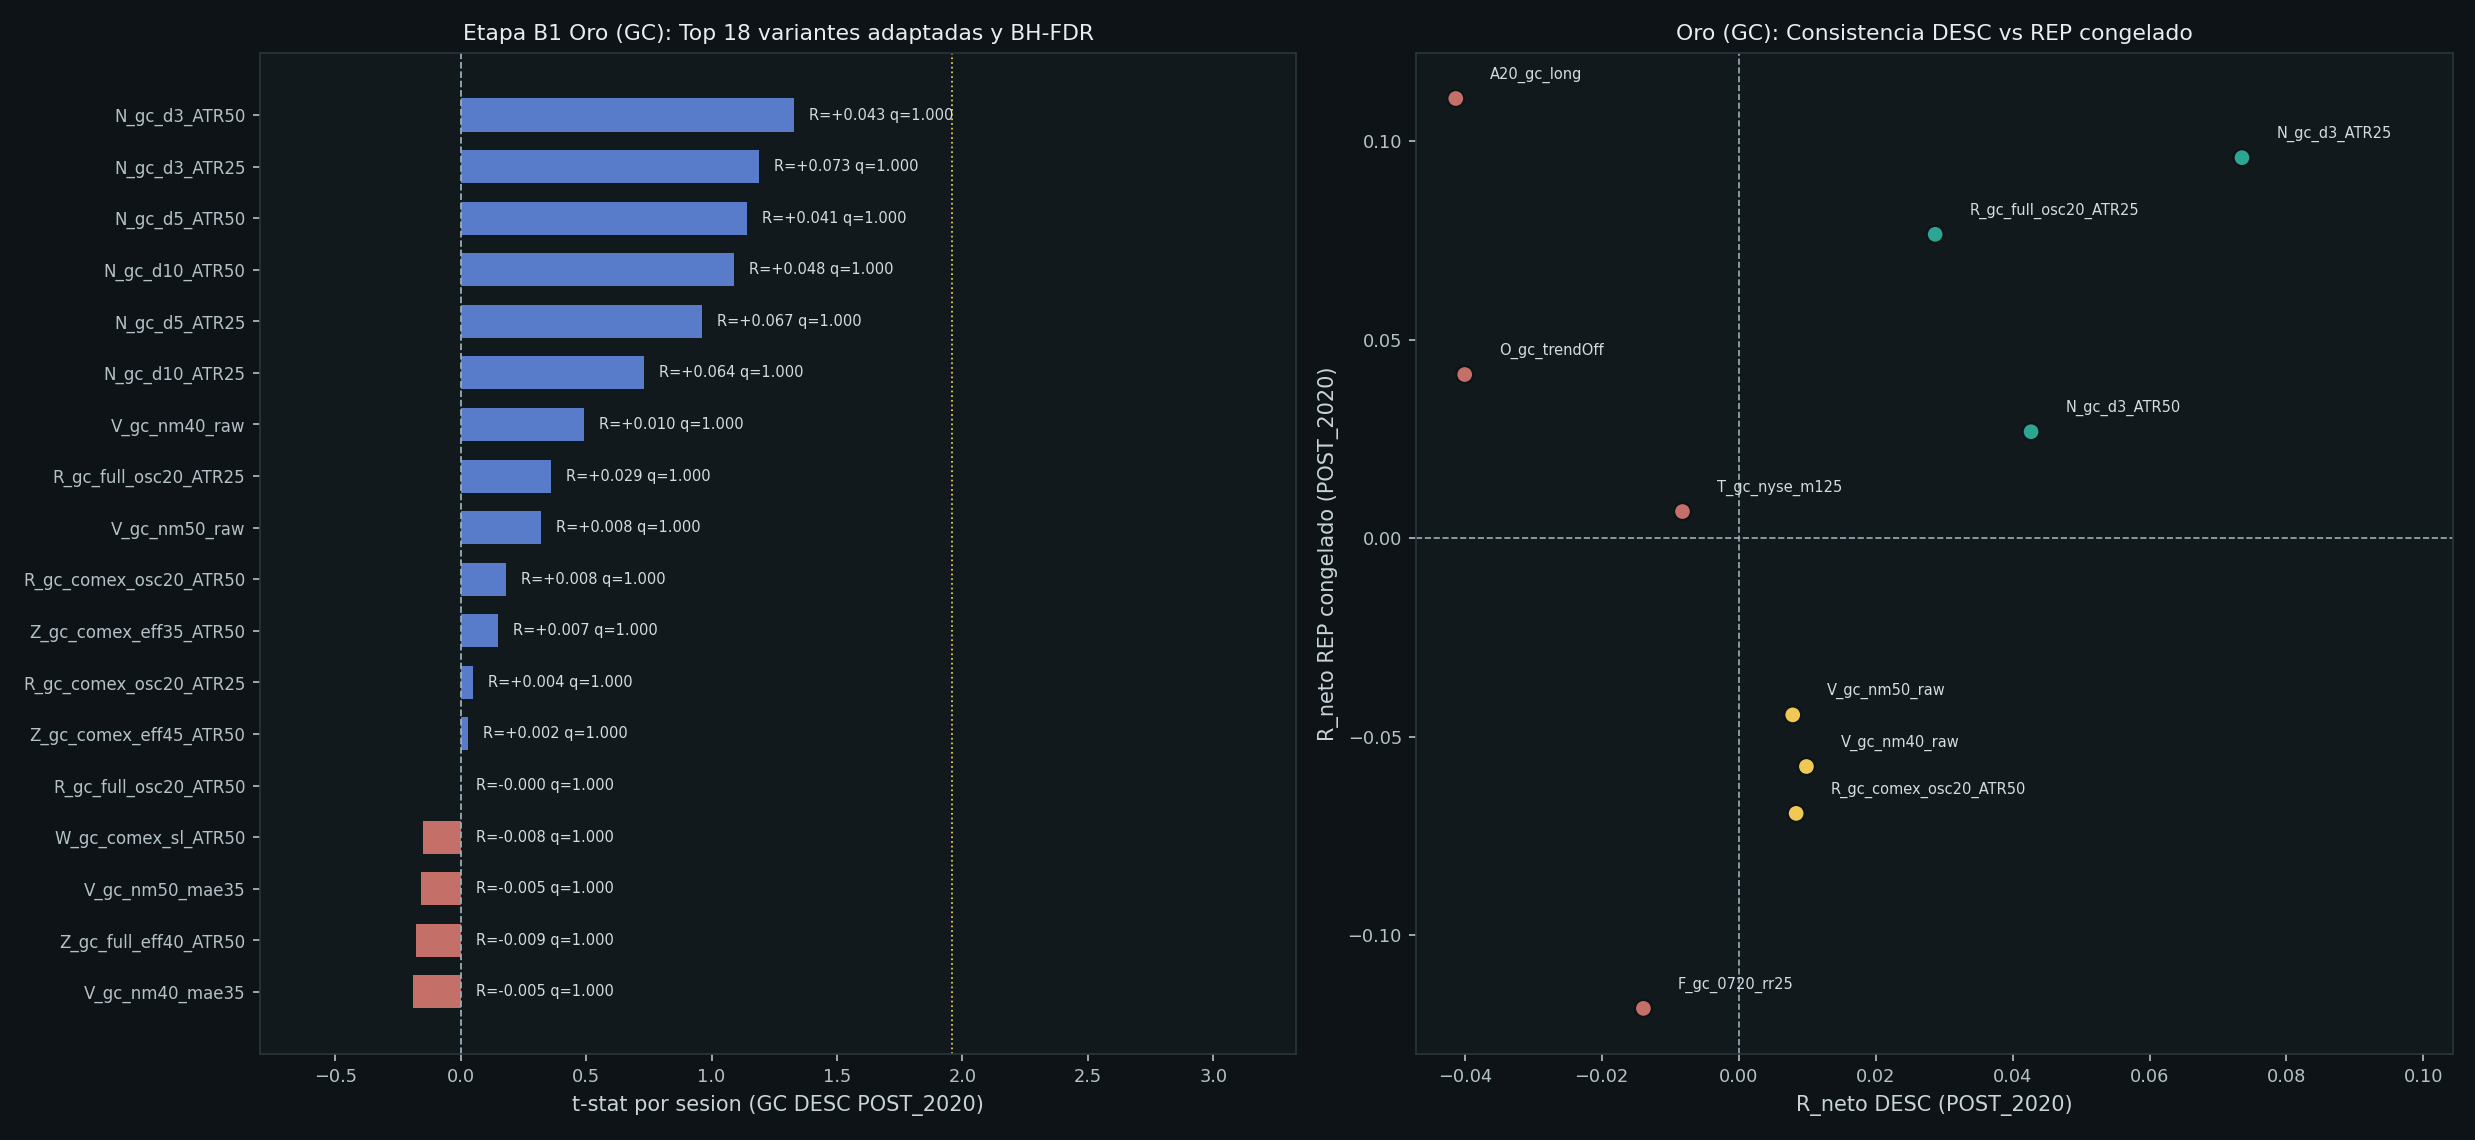 Etapa B1 Oro (GC): Top 18 variantes adaptadas y BH-FDR
N_gc_d3_ATR50
R=+0.043 q=1.000
N_gc_d3_ATR25
R=+0.073 q=1.000
N_gc_d5_ATR50
R=+0.041 q=1.000
N_gc_d10_ATR50
R=+0.048 q=1.000
N_gc_d5_ATR25
R=+0.067 q=1.000
N_gc_d10_ATR25
R=+0.064 q=1.000
V_gc_nm40_raw
R=+0.010 q=1.000
R_gc_full_osc20_ATR25
R=+0.029 q=1.000
V_gc_nm50_raw
R=+0.008 q=1.000
R_gc_comex_osc20_ATR50
R=+0.008 q=1.000
Z_gc_comex_eff35_ATR50
R=+0.007 q=1.000
R_gc_comex_osc20_ATR25
R=+0.004 q=1.000
Z_gc_comex_eff45_ATR50
R=+0.002 q=1.000
R_gc_full_osc20_ATR50
R=-0.000 q=1.000
W_gc_comex_sl_ATR50
R=-0.008 q=1.000
V_gc_nm50_mae35
R=-0.005 q=1.000
Z_gc_full_eff40_ATR50
R=-0.009 q=1.000
V_gc_nm40_mae35
R=-0.005 q=1.000
−0.5 0.0 0.5 1.0 1.5 2.0 2.5 3.0
t-stat por sesion (GC DESC POST_2020)
Oro (GC): Consistencia DESC vs REP congelado
R_neto REP congelado (POST_2020)
0.10
0.05
0.00
−0.05
−0.10
A20_gc_long
N_gc_d3_ATR25
R_gc_full_osc20_ATR25
O_gc_trendOff
N_gc_d3_ATR50
T_gc_nyse_m125
V_gc_nm50_raw
V_gc_nm40_raw
R_gc_comex_osc20_ATR50
F_gc_0720_rr25
−0.04 −0.02 0.00 0.02 0.04 0.06 0.08 0.10
R_neto DESC (POST_2020)